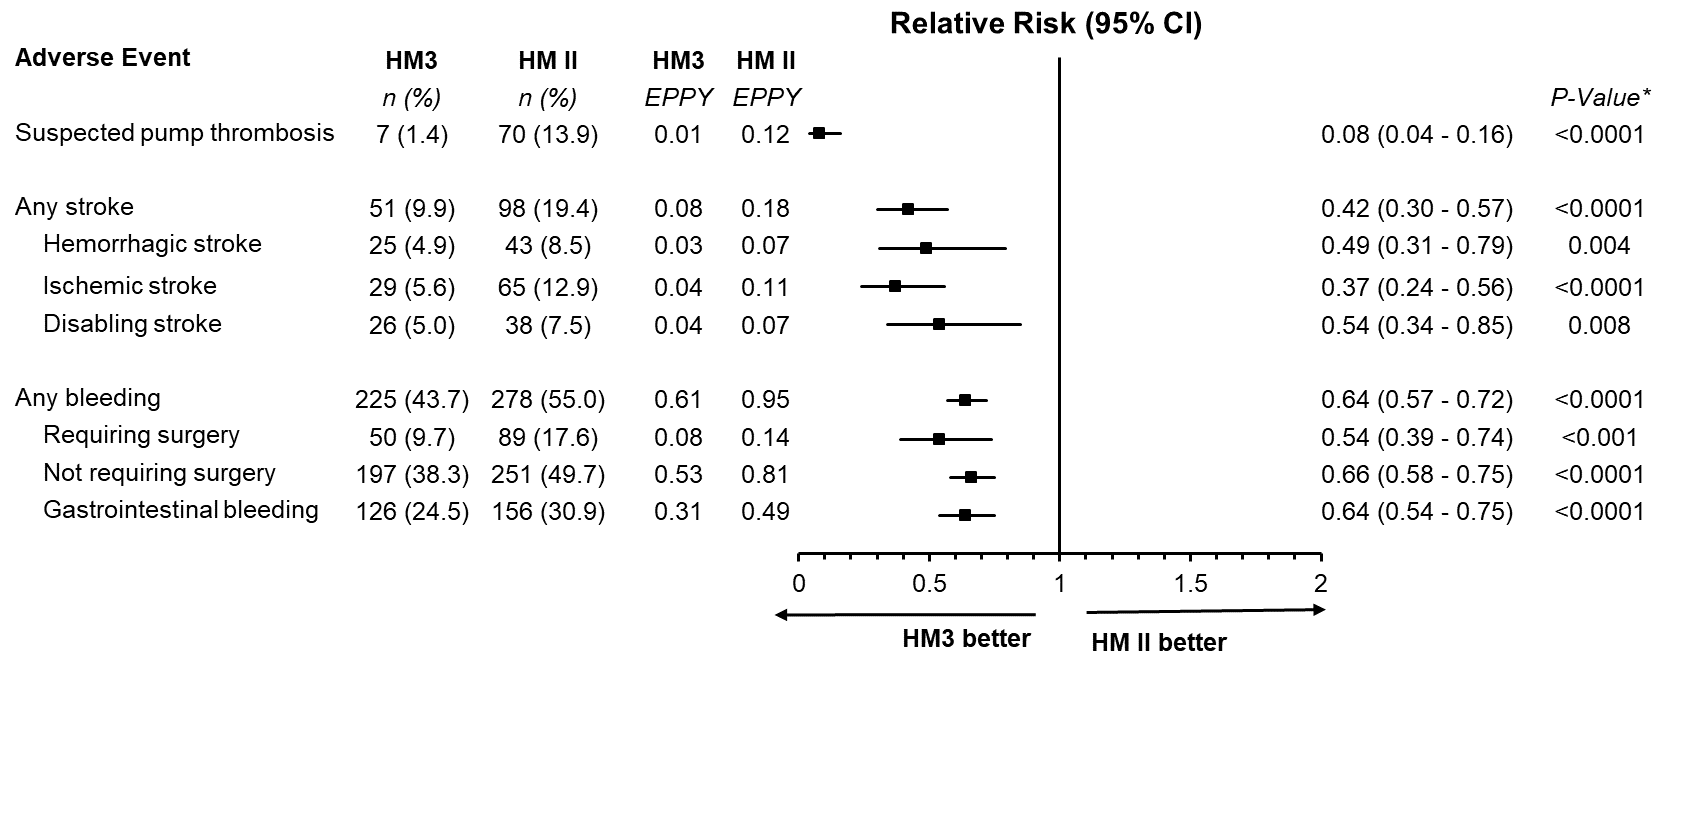 Relative Risk (95% CI)
Adverse Event HM3 HM II HM3 HM II
n (%) n (%) EPPY EPPY P-Value*
Suspected pump thrombosis 7 (1.4) 70 (13.9) 0.01 0.12 0.08 (0.04 - 0.16) <0.0001
Any stroke 51 (9.9) 98 (19.4) 0.08 0.18 0.42 (0.30 - 0.57) <0.0001
Hemorrhagic stroke 25 (4.9) 43 (8.5) 0.03 0.07 0.49 (0.31 - 0.79) 0.004
Ischemic stroke 29 (5.6) 65 (12.9) 0.04 0.11 0.37 (0.24 - 0.56) <0.0001
Disabling stroke 26 (5.0) 38 (7.5) 0.04 0.07 0.54 (0.34 - 0.85) 0.008
Any bleeding 225 (43.7) 278 (55.0) 0.61 0.95 0.64 (0.57 - 0.72) <0.0001
Requiring surgery 50 (9.7) 89 (17.6) 0.08 0.14 0.54 (0.39 - 0.74) <0.001
Not requiring surgery 197 (38.3) 251 (49.7) 0.53 0.81 0.66 (0.58 - 0.75) <0.0001
Gastrointestinal bleeding 126 (24.5) 156 (30.9) 0.31 0.49 0.64 (0.54 - 0.75) <0.0001
0 0.5 1 1.5 2
HM3 better HM II better